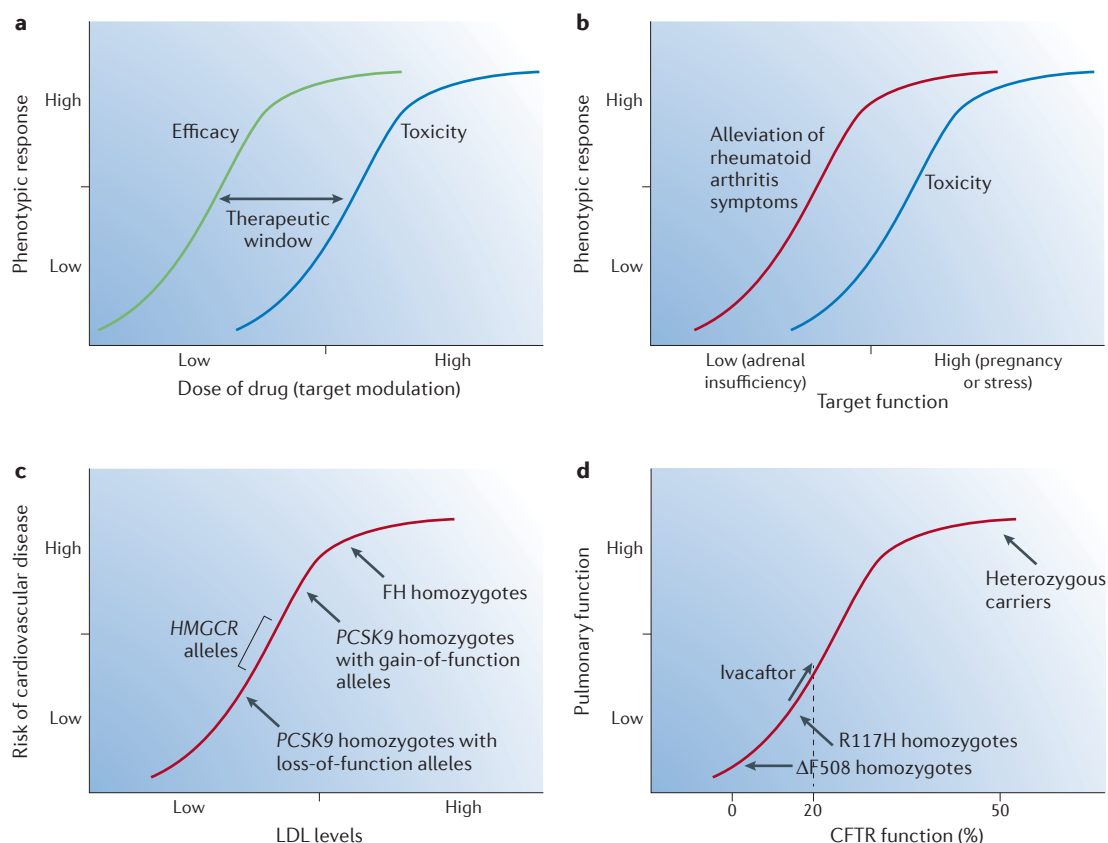 a
Phenotypic response
High
Low
Efficacy
Toxicity
Therapeutic
window
Low
High
Dose of drug (target modulation)
b
Phenotypic response
High
Low
Alleviation of
rheumatoid
arthritis
symptoms
Toxicity
Low (adrenal
insufficiency)
High (pregnancy
or stress)
Target function
c
Risk of cardiovascular disease
High
Low
FH homozygotes
HMGCR
alleles
PCSK9 homozygotes
with gain-of-function
alleles
PCSK9 homozygotes with
loss-of-function alleles
Low
High
LDL levels
d
Pulmonary function
High
Low
Heterozygous
carriers
Ivacaftor
R117H homozygotes
ΔF508 homozygotes
0
20
50
CFTR function (%)